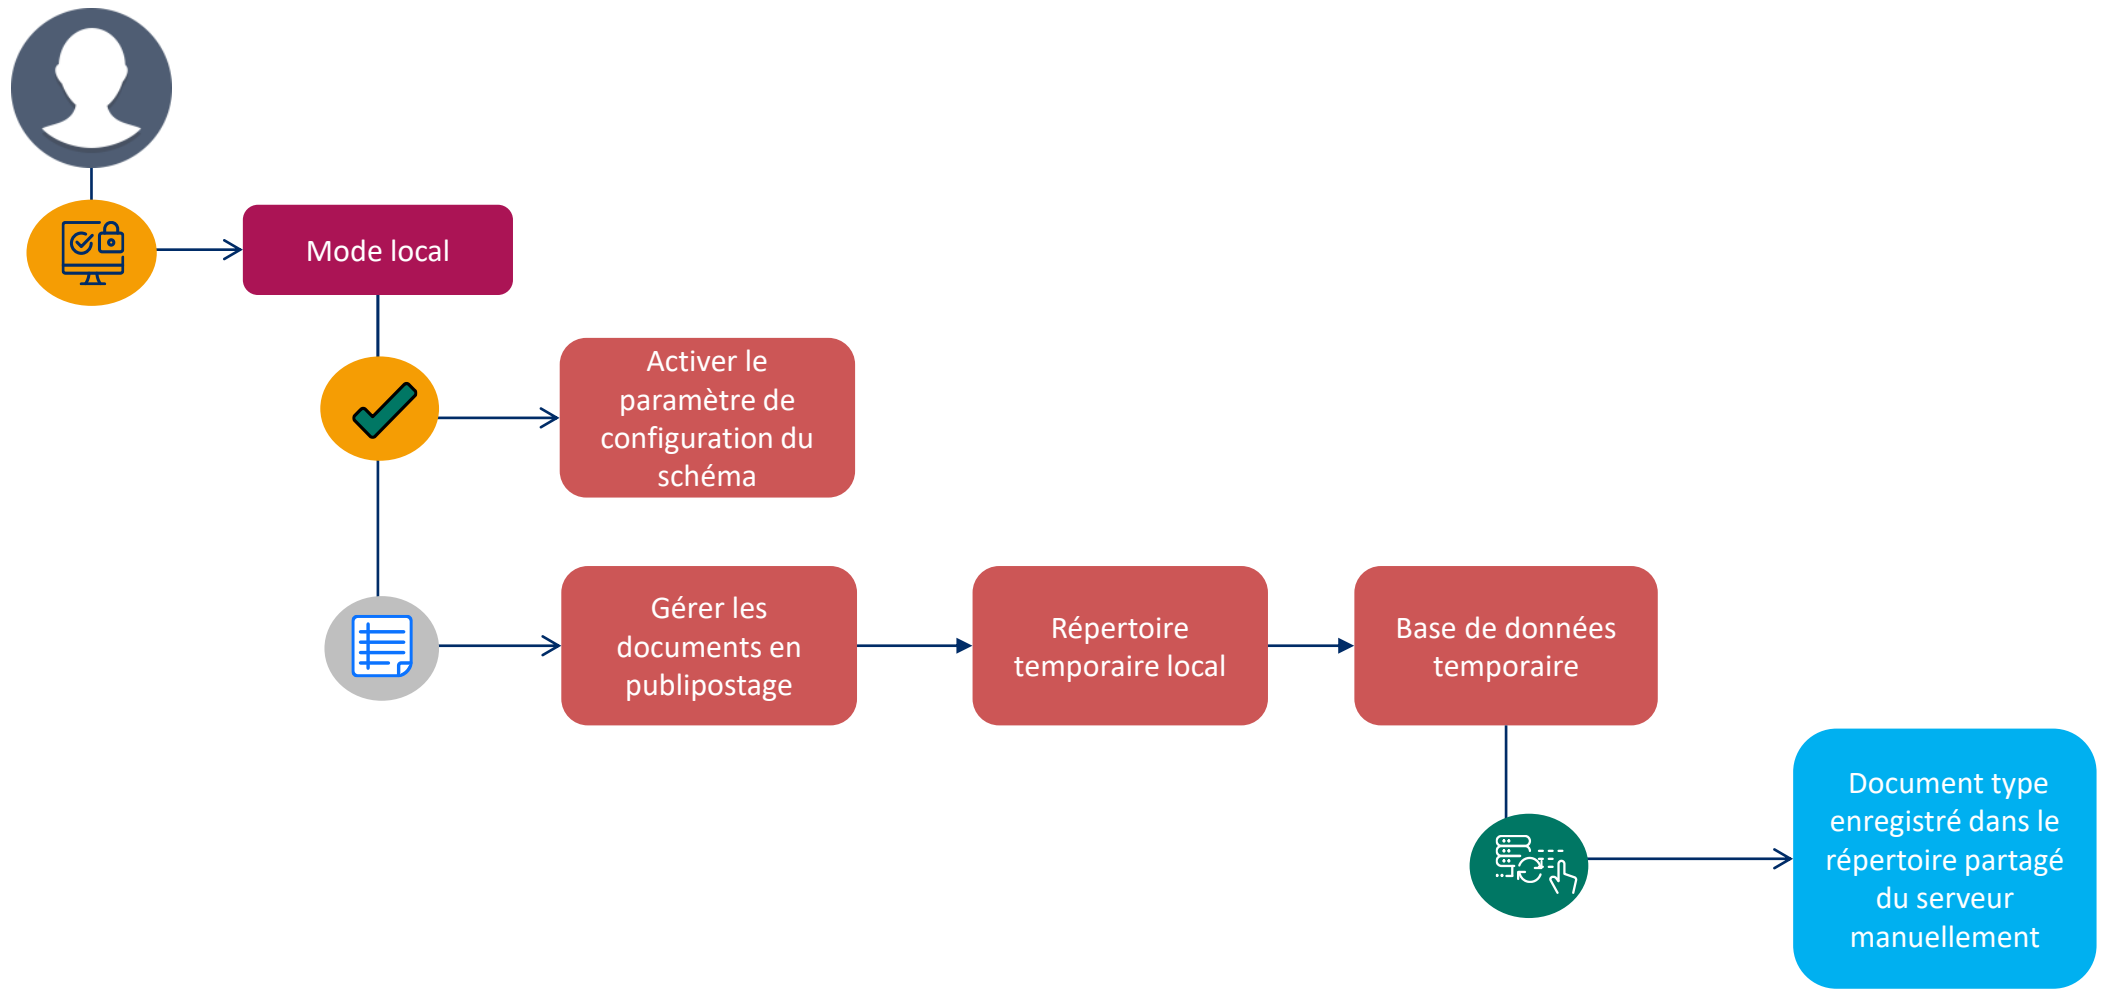 Mode local
Activer le
paramètre de
configuration du
schéma
Gérer les
documents en
publipostage
Répertoire
temporaire local
Base de données
temporaire
Document type
enregistré dans le
répertoire partagé
du serveur
manuellement